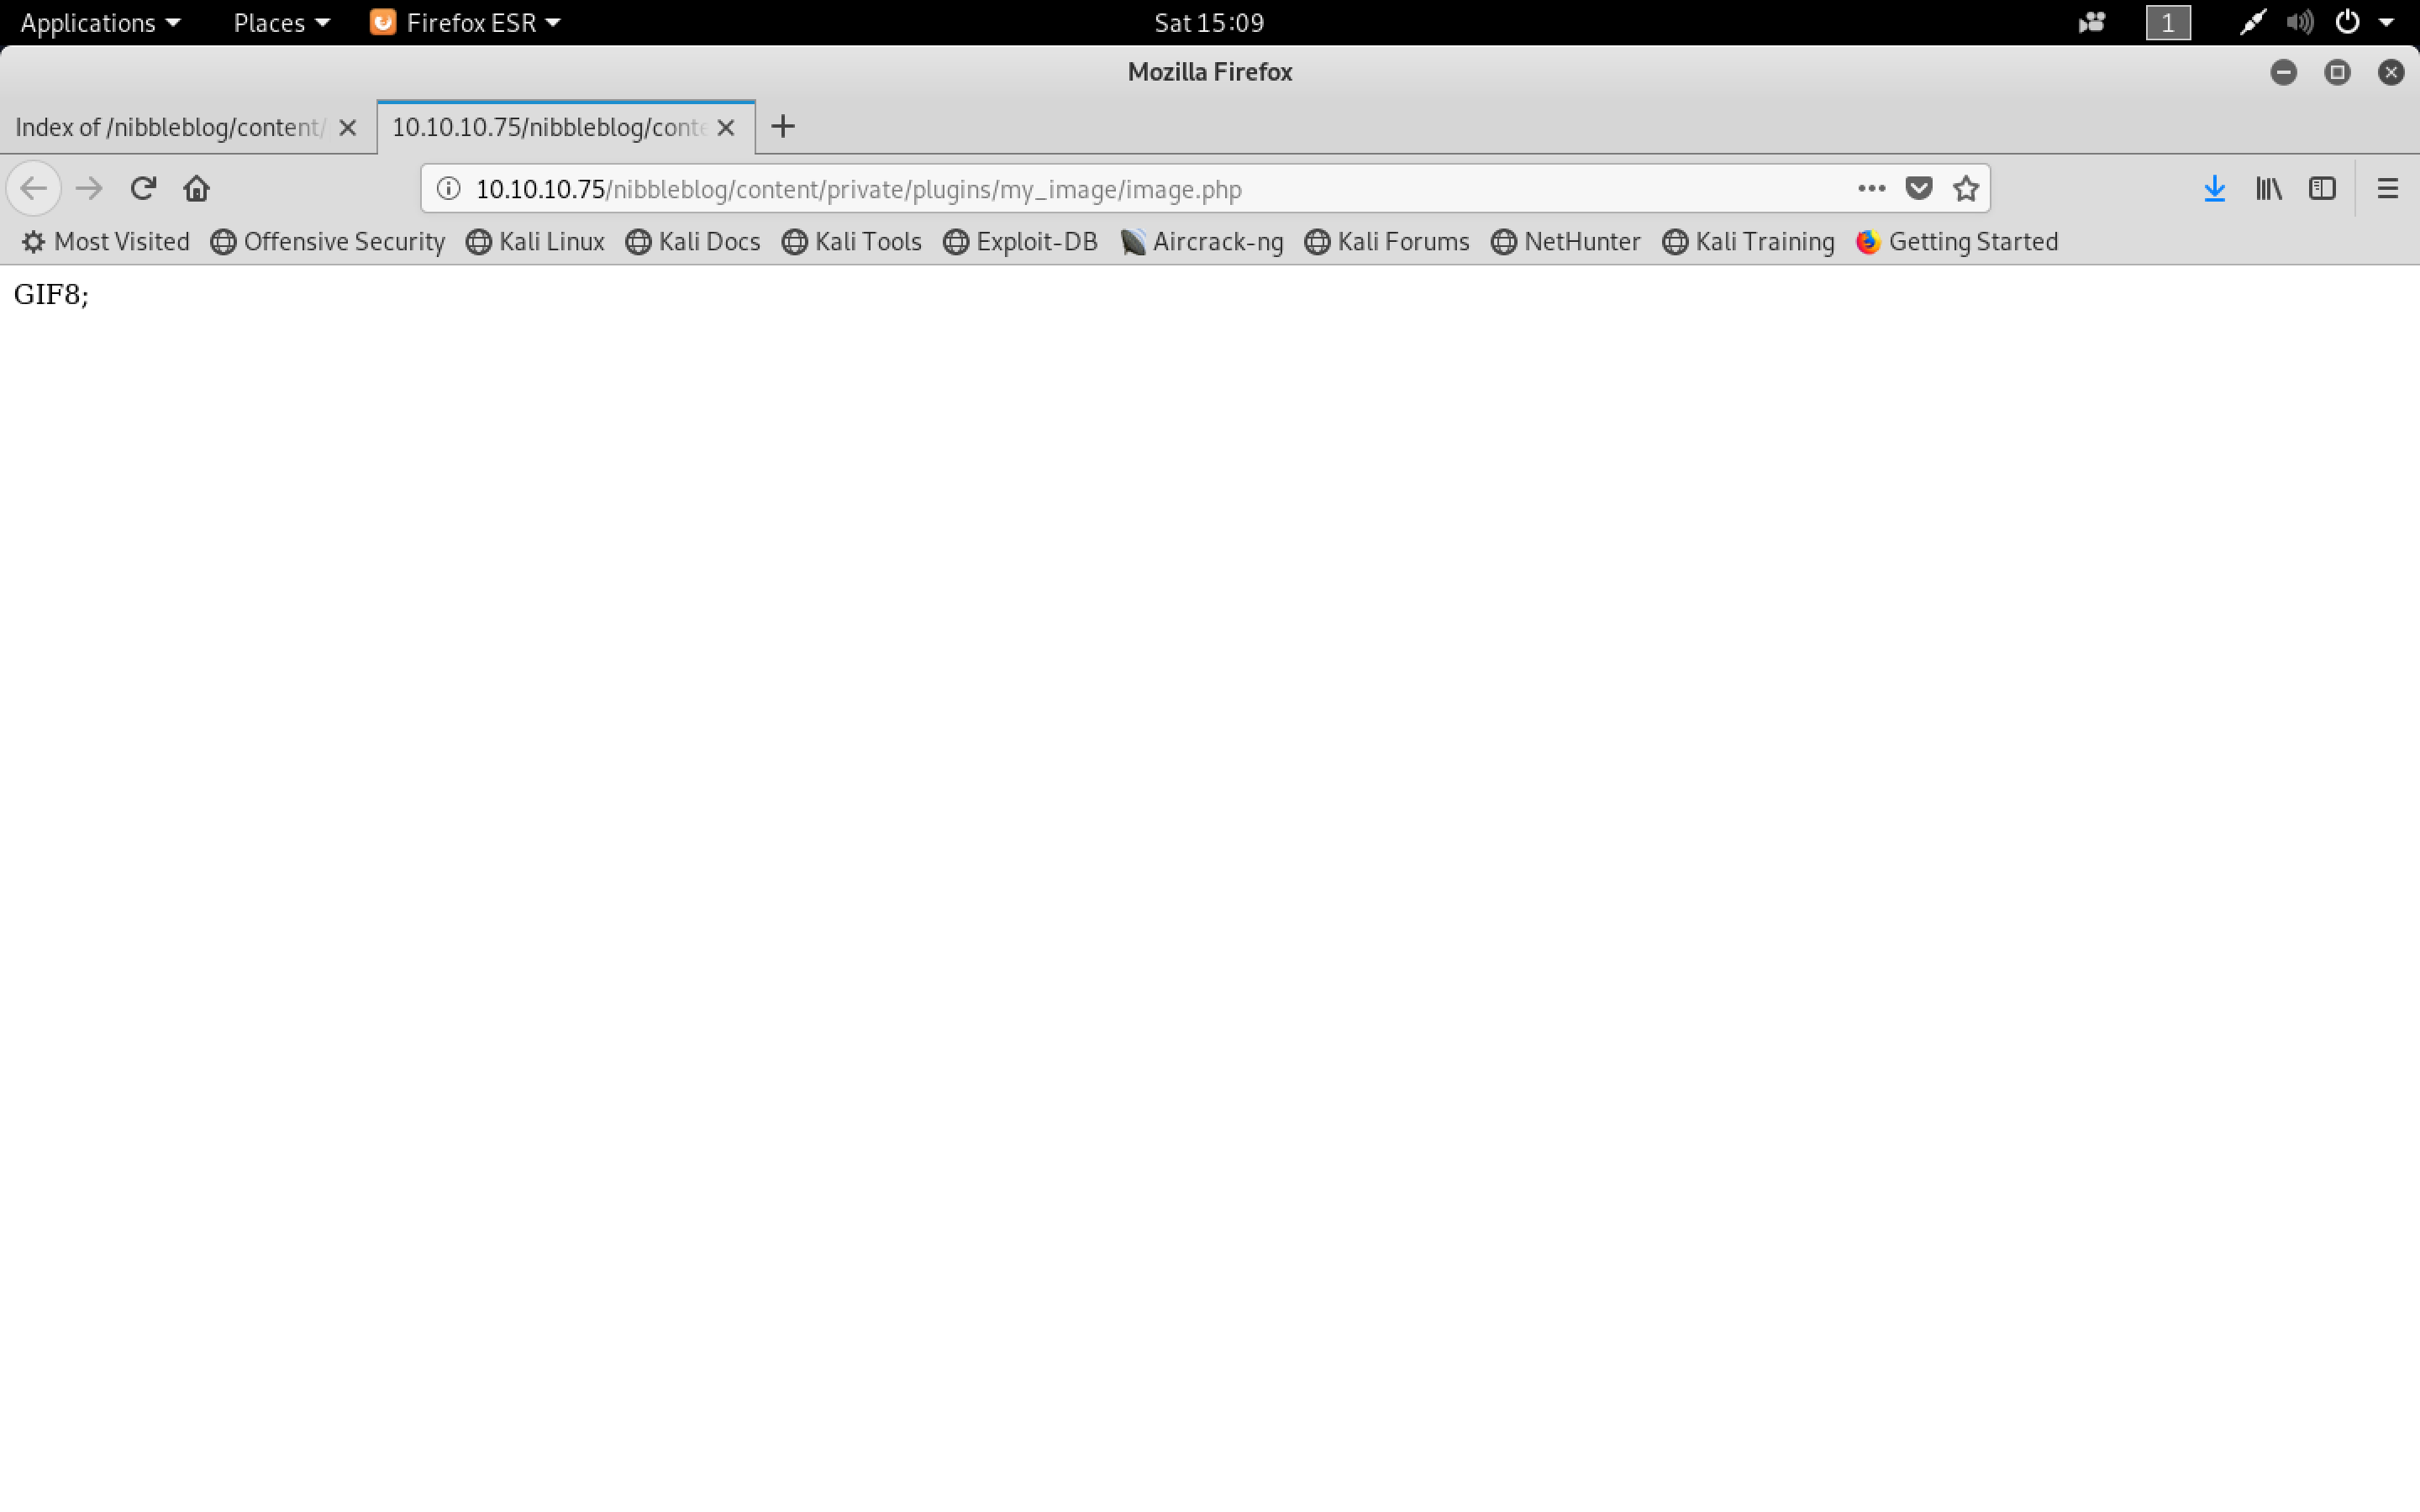 Applications Places Firefox ESR Sat 15:09 1
Mozilla Firefox
Index of /nibbleblog/content/ 10.10.10.75/nibbleblog/conte
10.10.10.75/nibbleblog/content/private/plugins/my_image/image.php
Most Visited Offensive Security Kali Linux Kali Docs Kali Tools Exploit-DB Aircrack-ng Kali Forums NetHunter Kali Training Getting Started
GIF8;